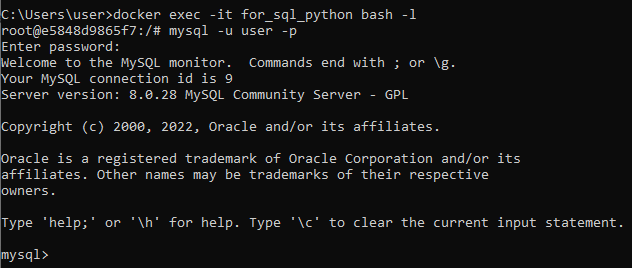 C:\Users\user>docker exec -it for_sql_python bash -l
root@e5848d9865f7:/# mysql -u user -p
Enter password:
Welcome to the MySQL monitor.  Commands end with ; or \g.
Your MySQL connection id is 9
Server version: 8.0.28 MySQL Community Server - GPL

Copyright (c) 2000, 2022, Oracle and/or its affiliates.

Oracle is a registered trademark of Oracle Corporation and/or its
affiliates. Other names may be trademarks of their respective
owners.

Type 'help;' or '\h' for help. Type '\c' to clear the current input statement.

mysql>